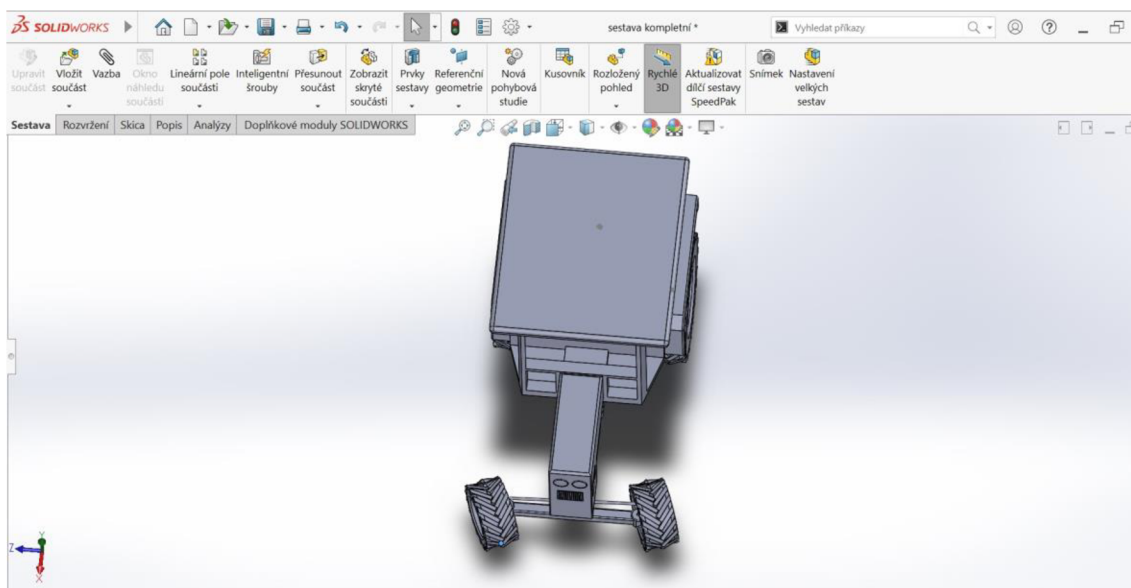 SOLIDWORKS
sestava kompletní *
Vyhledat příkazy
Upravit součást
Vložit součást
Vazba
Okno náhledu součásti
Lineární pole součásti
Inteligentní šrouby
Přesunout součást
Zobrazit skryté součásti
Prvky sestavy
Referenční geometrie
Nová pohybová studie
Kusovník
Rozložený pohled
Rychlé 3D
Aktualizovat dílčí sestavy SpeedPak
Snímek
Nastavení velkých sestav
Sestava Rozvržení Skica Popis Analýzy Doplňkové moduly SOLIDWORKS
Y
Z
X